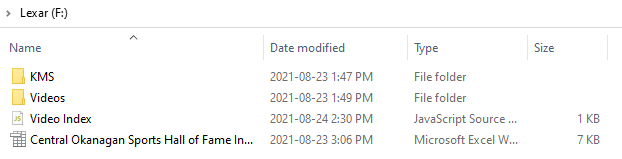 Lexar (F:)
Name Date modified Type Size
KMS 2021-08-23 1:47 PM File folder
Videos 2021-08-23 1:49 PM File folder
Video Index 2021-08-24 2:30 PM JavaScript Source ... 1 KB
Central Okanagan Sports Hall of Fame In... 2021-08-23 3:06 PM Microsoft Excel W... 7 KB